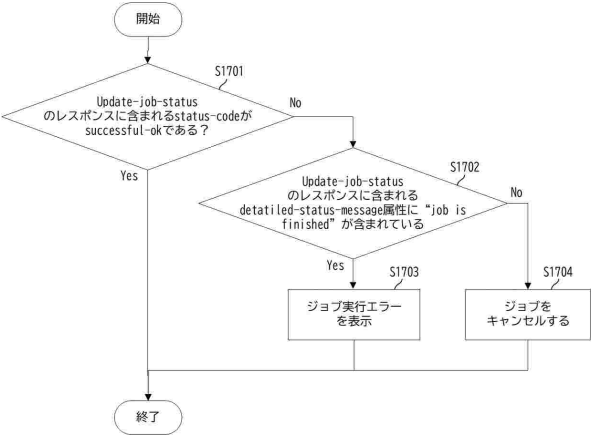 開始
S1701
Update-job-status
のレスポンスに含まれるstatus-codeが
successful-okである？
No
Yes
S1702
Update-job-status
のレスポンスに含まれる
detatiled-status-message属性に“job is
finished”が含まれている
No
Yes
S1703
ジョブ実行エラー
を表示
S1704
ジョブを
キャンセルする
終了